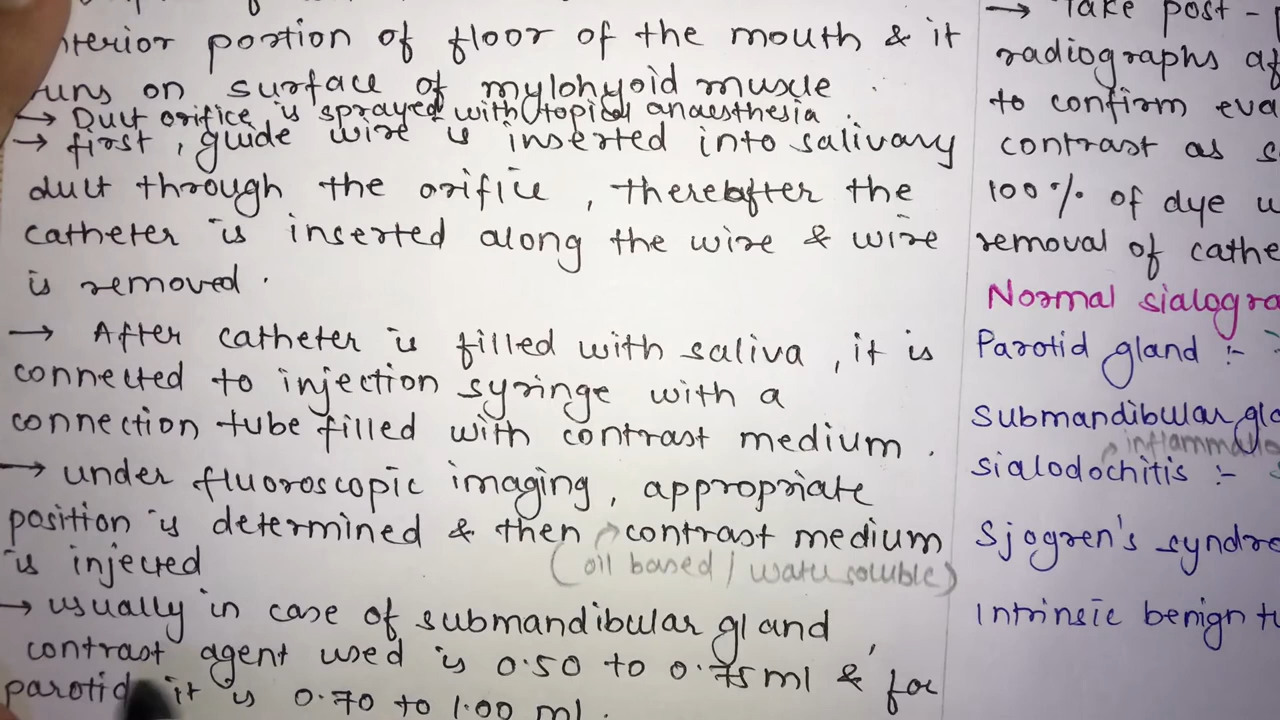 nterior portion of floor of the mouth & it
runs on surface of mylohyoid muscle.
→ Duct orifice is sprayed with topical anaesthesia.
→ first, guide wire is inserted into salivary
duct through the orifice, thereafter the
catheter is inserted along the wire & wire
is removed.
→ After catheter is filled with saliva, it is
connected to injection syringe with a
connection tube filled with contrast medium.
→ under fluoroscopic imaging, appropriate
position is determined & then contrast medium
is injected
(oil based / water soluble)
→ usually in case of submandibular gland,
contrast agent used is 0.50 to 0.75 ml & for
parotid it is 0.70 to 1.00 ml.
→ Take post -
radiographs af
to confirm eva
contrast as s
100% of dye
removal of cathe
Normal sialogra
Parotid gland :-
Submandibular gla
inflammatio
Sialodochitis :-
Sjogren's syndro
Intrinsic benign tu